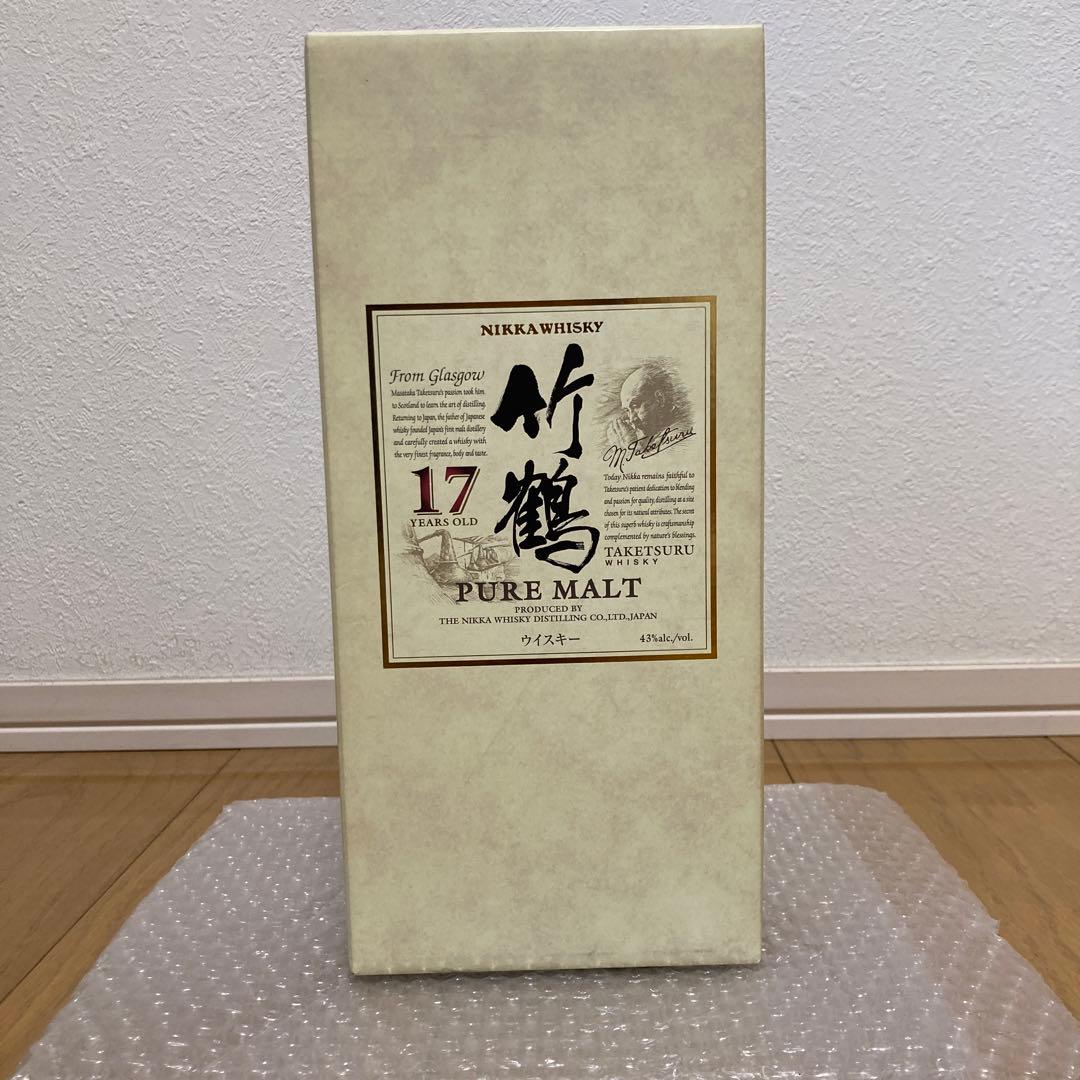 NIKKA WHISKY
From Glasgow
Masataka Taketsuru's passion took him
to Scotland to learn the art of distilling.
Returning to Japan, the father of Japanese
whisky founded Japan's first malt distillery
and carefully created a whisky with
the very finest fragrance, body and taste.
17
YEARS OLD
竹鶴
M. Taketsuru
Today Nikka remains faithful to
Taketsuru's patient dedication to blending
and passion for quality, distilling at a site
chosen for its natural attributes. The secret
of this superb whisky is craftsmanship
complemented by nature's blessings.
TAKETSURU
WHISKY
PURE MALT
PRODUCED BY
THE NIKKA WHISKY DISTILLING CO.,LTD.,JAPAN
ウイスキー
43%alc./vol.